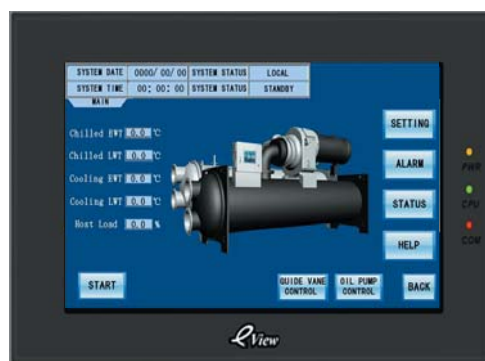 SYSTEM DATE 0000/ 00/ 00 SYSTEM STATUS LOCAL
SYSTEM TIME 00: 00: 00 SYSTEM STATUS STANDBY
MAIN
Chilled EWT 0.0 ℃
Chilled LWT 0.0 ℃
Cooling EWT 0.0 ℃
Cooling LWT 0.0 ℃
Host Load 0.0 %
SETTING
ALARM
STATUS
HELP
START
GUIDE VANE
CONTROL
OIL PUMP
CONTROL
BACK
PWR
CPU
COM
eView